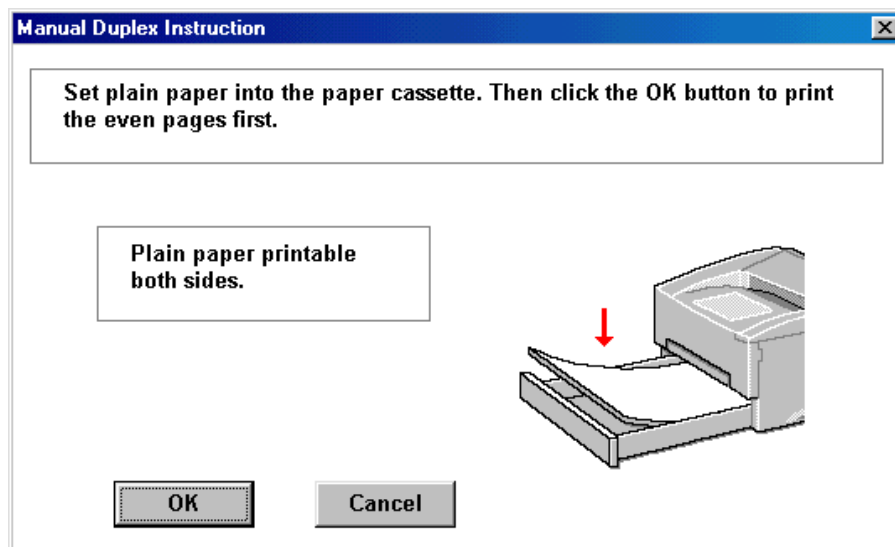 Manual Duplex Instruction
Set plain paper into the paper cassette. Then click the OK button to print
the even pages first.
Plain paper printable
both sides.
OK
Cancel